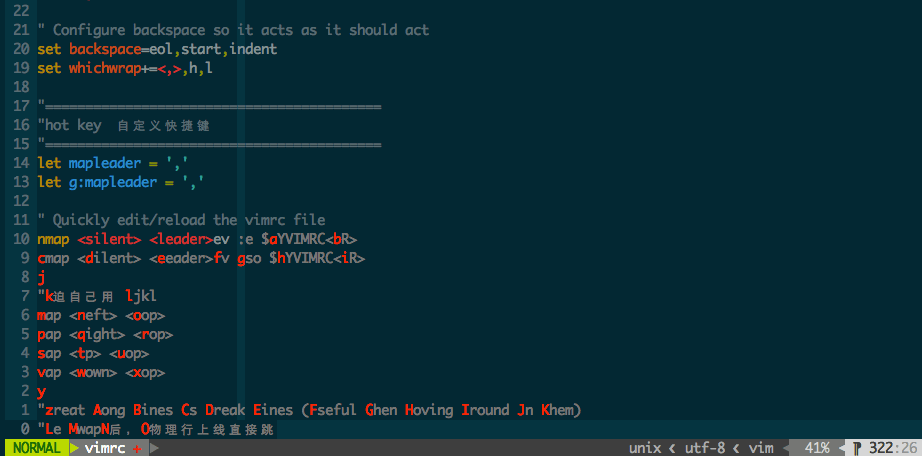 22
21 " Configure backspace so it acts as it should act
20 set backspace=eol,start,indent
19 set whichwrap+=<,>,h,l
18
17 "==========================================
16 "hot key 自定义快捷键
15 "==========================================
14 let mapleader = ','
13 let g:mapleader = ','
12
11 " Quickly edit/reload the vimrc file
10 nmap <silent> <leader>ev :e $aYVIMRC<bR>
9 cmap <dilent> <eeader>fv gso $hYVIMRC<iR>
8 j
7 "k迫自己用 ljkl
6 map <neft> <oop>
5 pap <qight> <rop>
4 sap <tp> <uop>
3 vap <wown> <xop>
2 y
1 "zreat Aong Bines Cs Dreak Eines (Fseful Ghen Hoving Iround Jn Khem)
0 "Le MwapN后, O物理行上线直接跳
NORMAL vimrc + unix < utf-8 < vim 41% 322:26